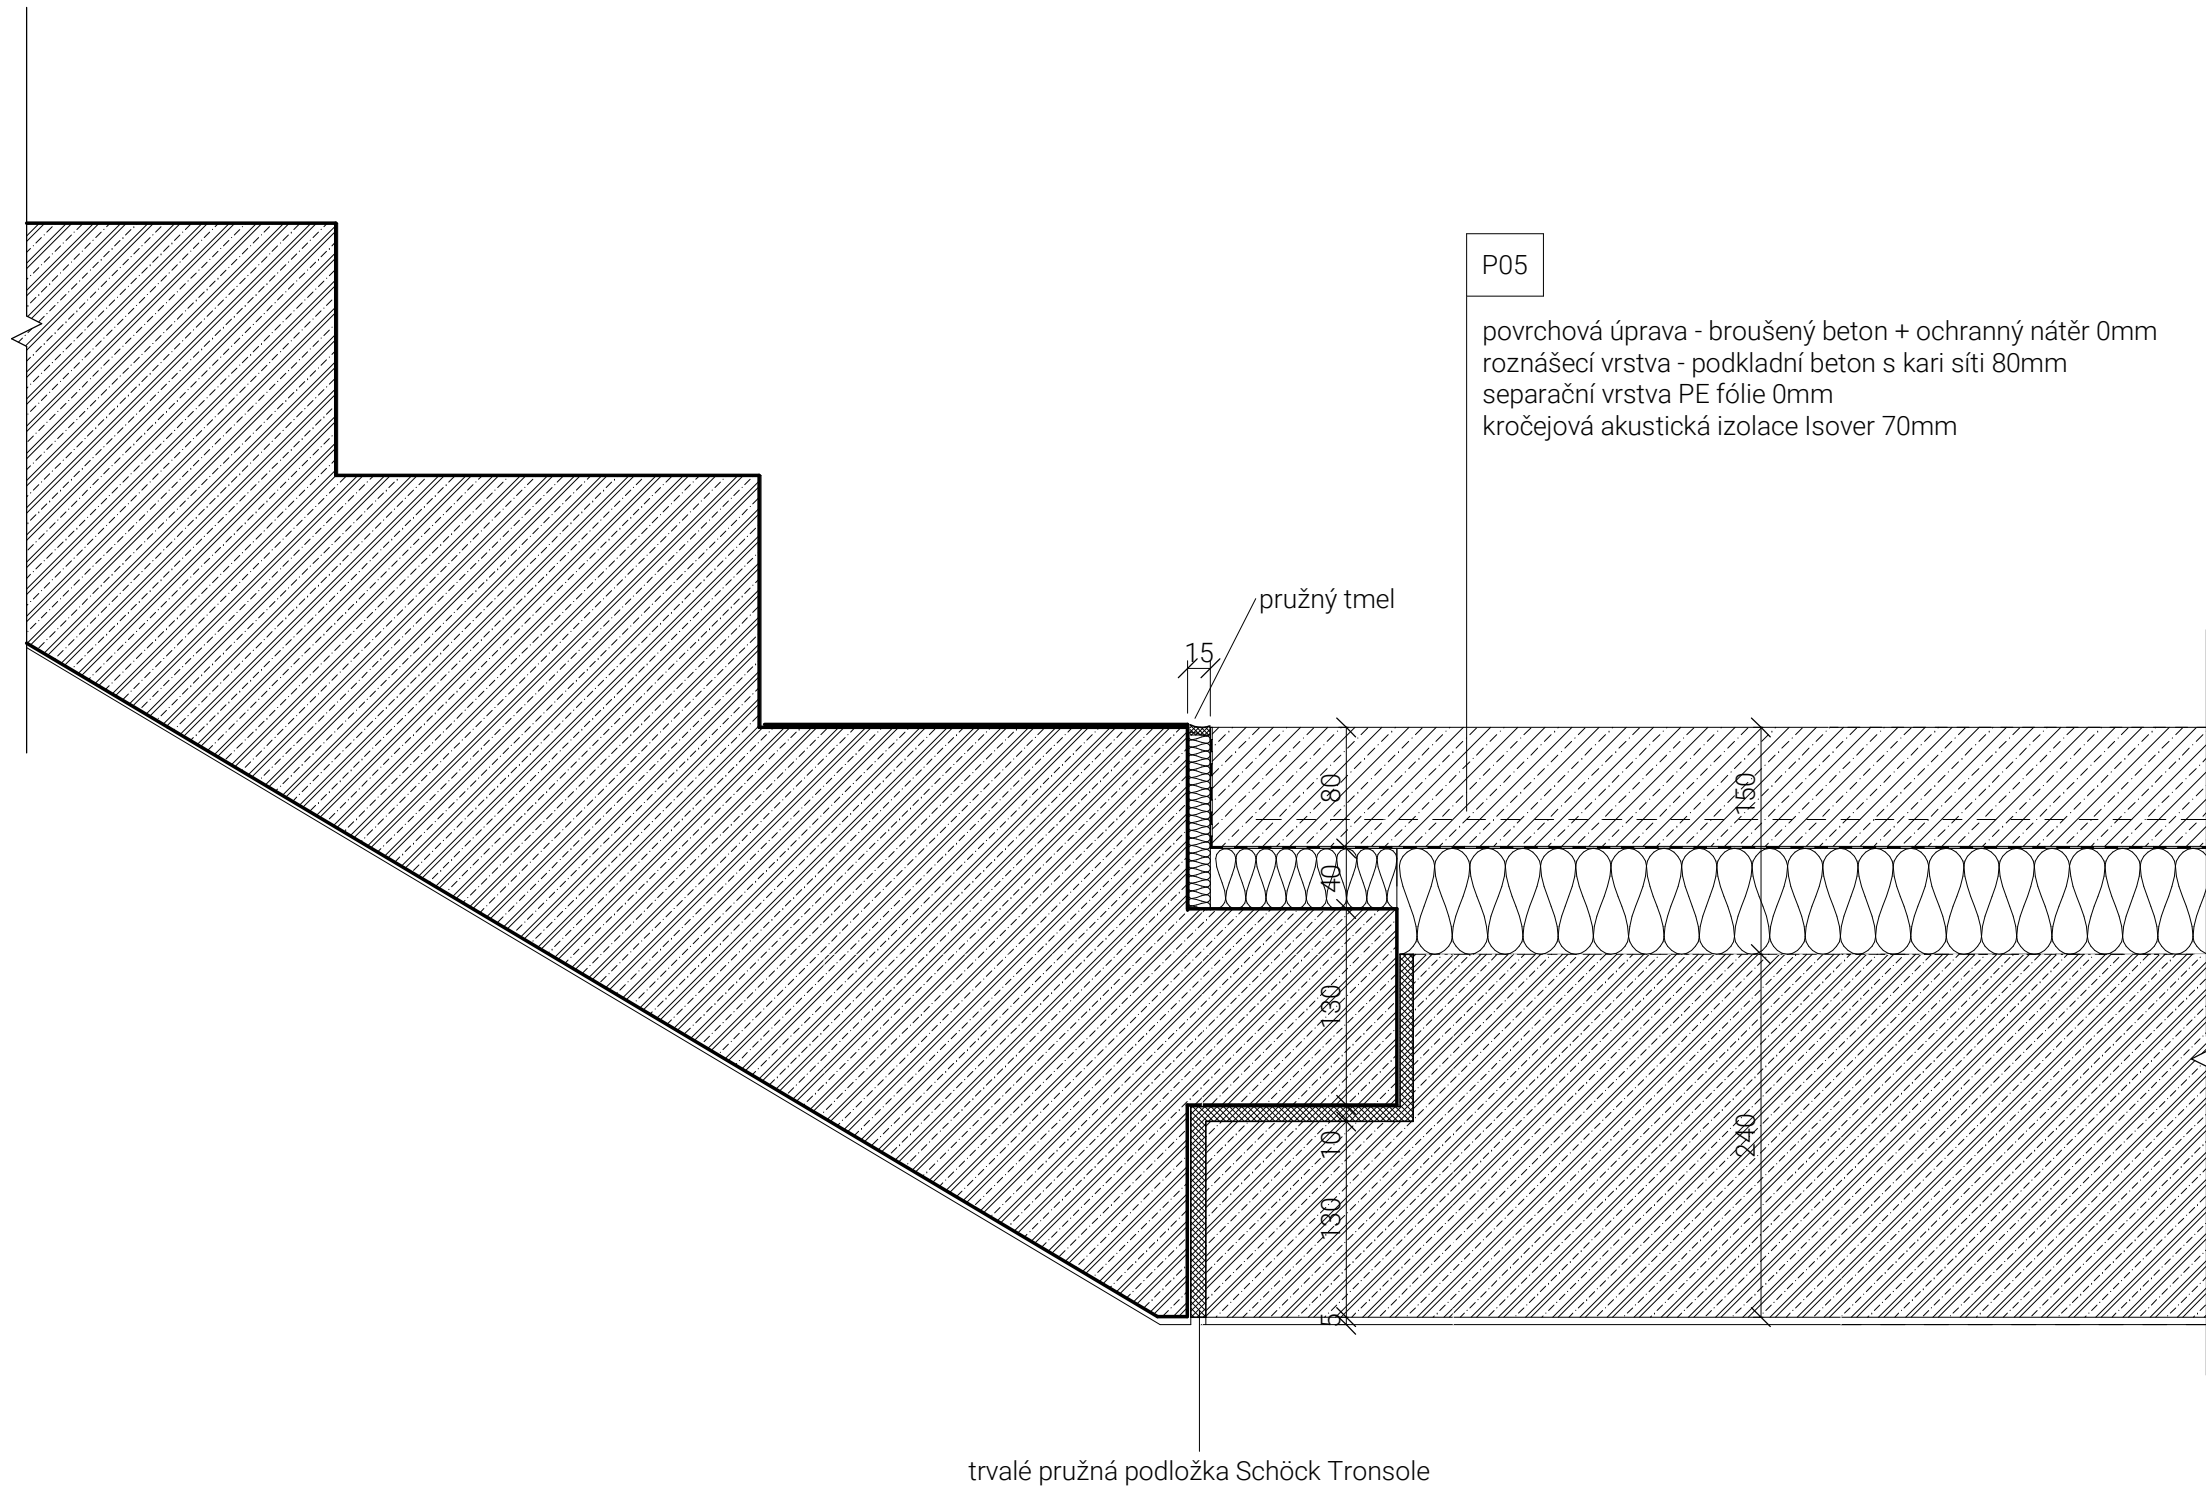 P05
povrchová úprava - broušený beton + ochranný nátěr 0mm
roznášecí vrstva - podkladní beton s kari síti 80mm
separační vrstva PE fólie 0mm
kročejová akustická izolace Isover 70mm
pružný tmel
15
80
150
40
130
10
240
130
5
trvalé pružná podložka Schöck Tronsole